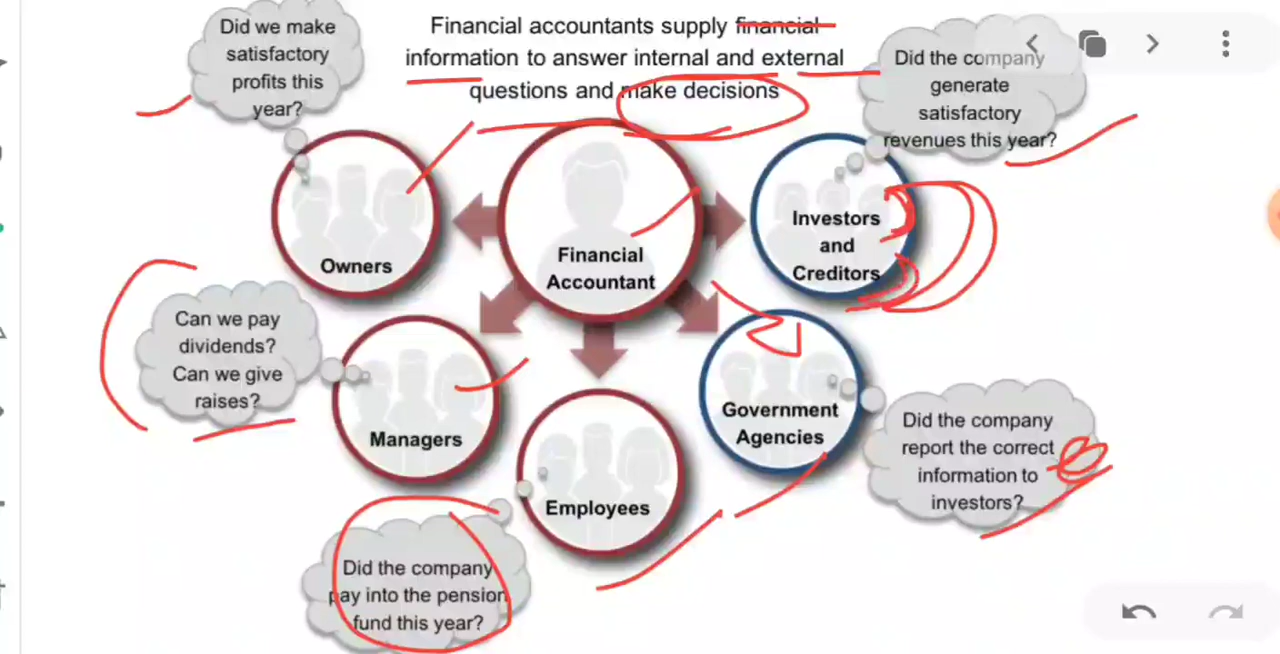 Financial accountants supply financial
information to answer internal and external
questions and make decisions
Did we make
satisfactory
profits this
year?
Did the company
generate
satisfactory
revenues this year?
Owners
Financial
Accountant
Investors
and
Creditors
Can we pay
dividends?
Can we give
raises?
Managers
Employees
Government
Agencies
Did the company
report the correct
information to
investors?
Did the company
pay into the pension
fund this year?